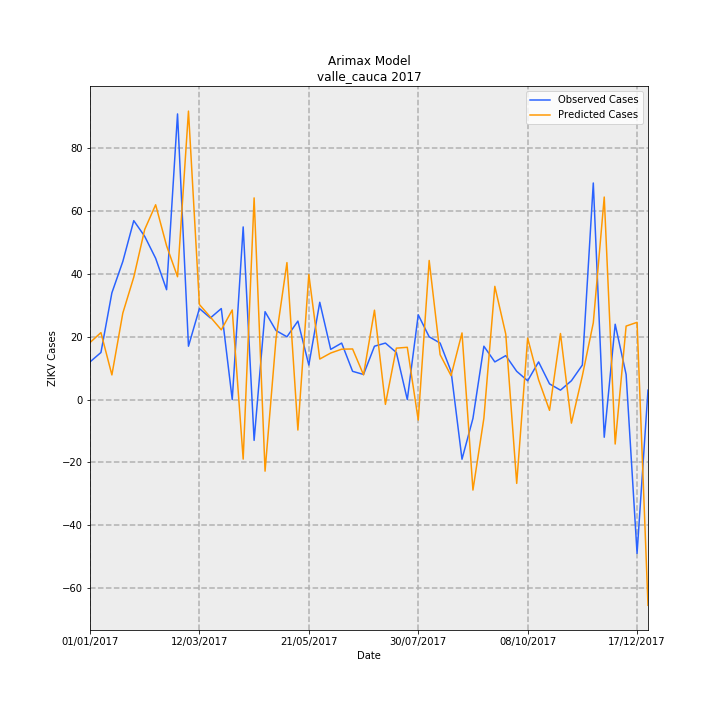 Arimax Model
valle_cauca 2017
Observed Cases
Predicted Cases
ZIKV Cases
80
60
40
20
0
−20
−40
−60
01/01/2017
12/03/2017
21/05/2017
30/07/2017
08/10/2017
17/12/2017
Date